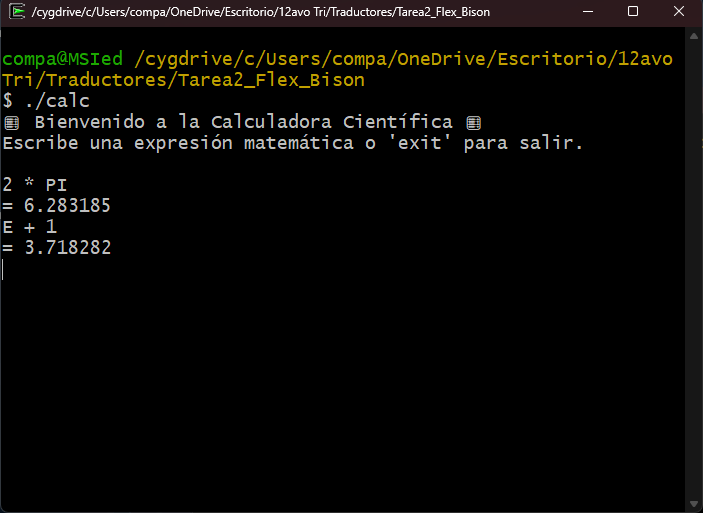 /cygdrive/c/Users/compa/OneDrive/Escritorio/12avo Tri/Traductores/Tarea2_Flex_Bison
compa@MSIed /cygdrive/c/Users/compa/OneDrive/Escritorio/12avo
Tri/Traductores/Tarea2_Flex_Bison
$ ./calc
🧮 Bienvenido a la Calculadora Científica 🧮
Escribe una expresión matemática o 'exit' para salir.
2 * PI
= 6.283185
E + 1
= 3.718282